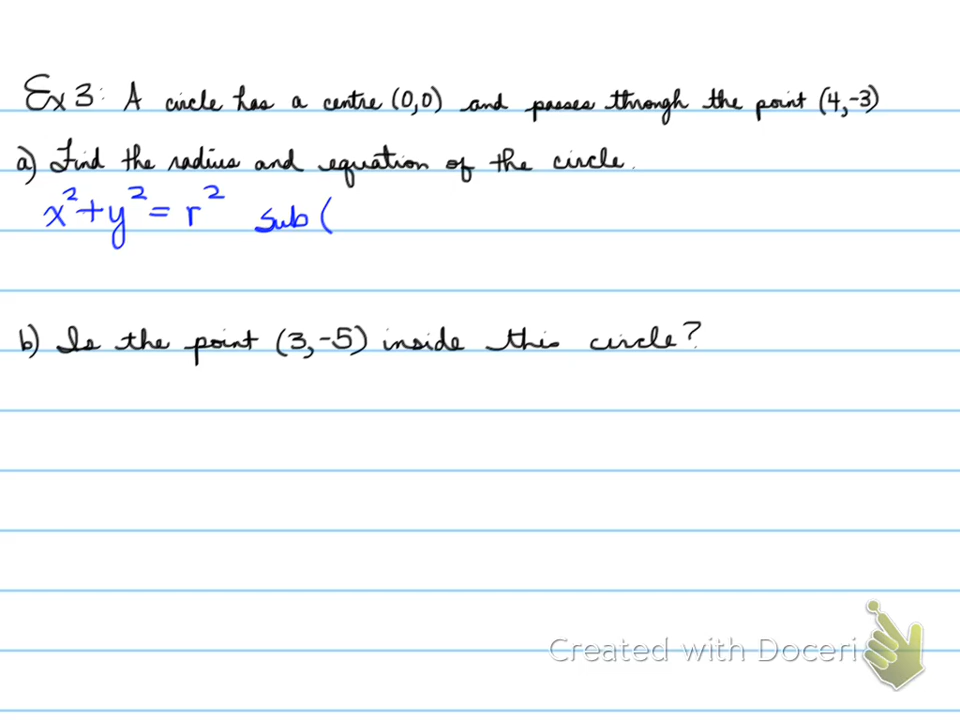 Ex 3: A circle has a centre (0,0) and passes through the point (4,-3)
a) Find the radius and equation of the circle.
x² + y² = r² sub (
b) Is the point (3,-5) inside this circle?
Created with Doceri